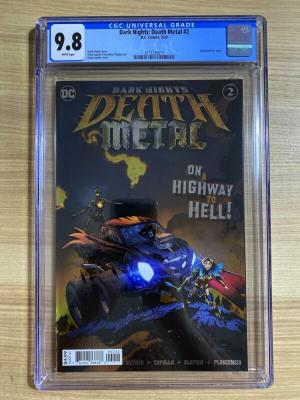 CGC UNIVERSAL GRADE
9.8
Dark Nights: Death Metal #2
D.C. Comics, 9/20
WHITE Pages
DC
DARK NIGHTS
DEATH
METAL
2
ON A
HIGHWAY
TO
HELL!
SNYDER CAPULLO GLAPION PLASCENCIA